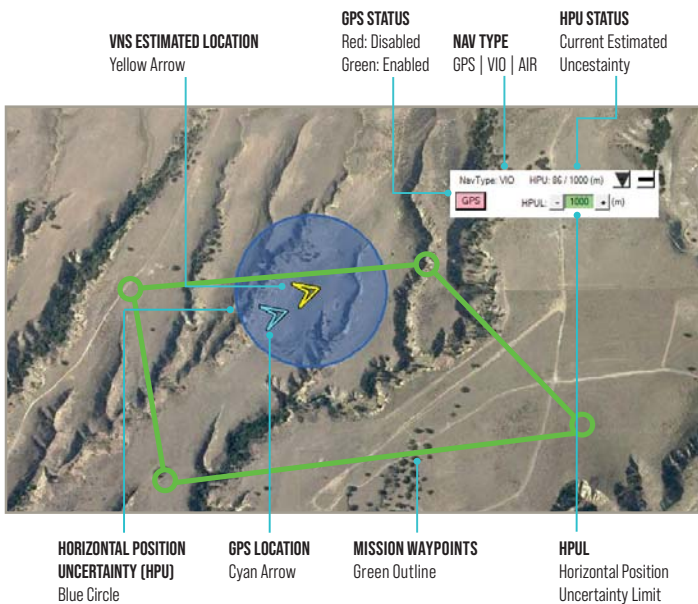 VNS ESTIMATED LOCATION
Yellow Arrow
GPS STATUS
Red: Disabled
Green: Enabled
NAV TYPE
GPS | VIO | AIR
HPU STATUS
Current Estimated
Uncestainty
NavType: VIO HPU: 86 / 1000 (m)
GPS HPUL: - 1000 + (m)
HORIZONTAL POSITION
UNCERTAINTY (HPU)
Blue Circle
GPS LOCATION
Cyan Arrow
MISSION WAYPOINTS
Green Outline
HPUL
Horizontal Position
Uncertainty Limit